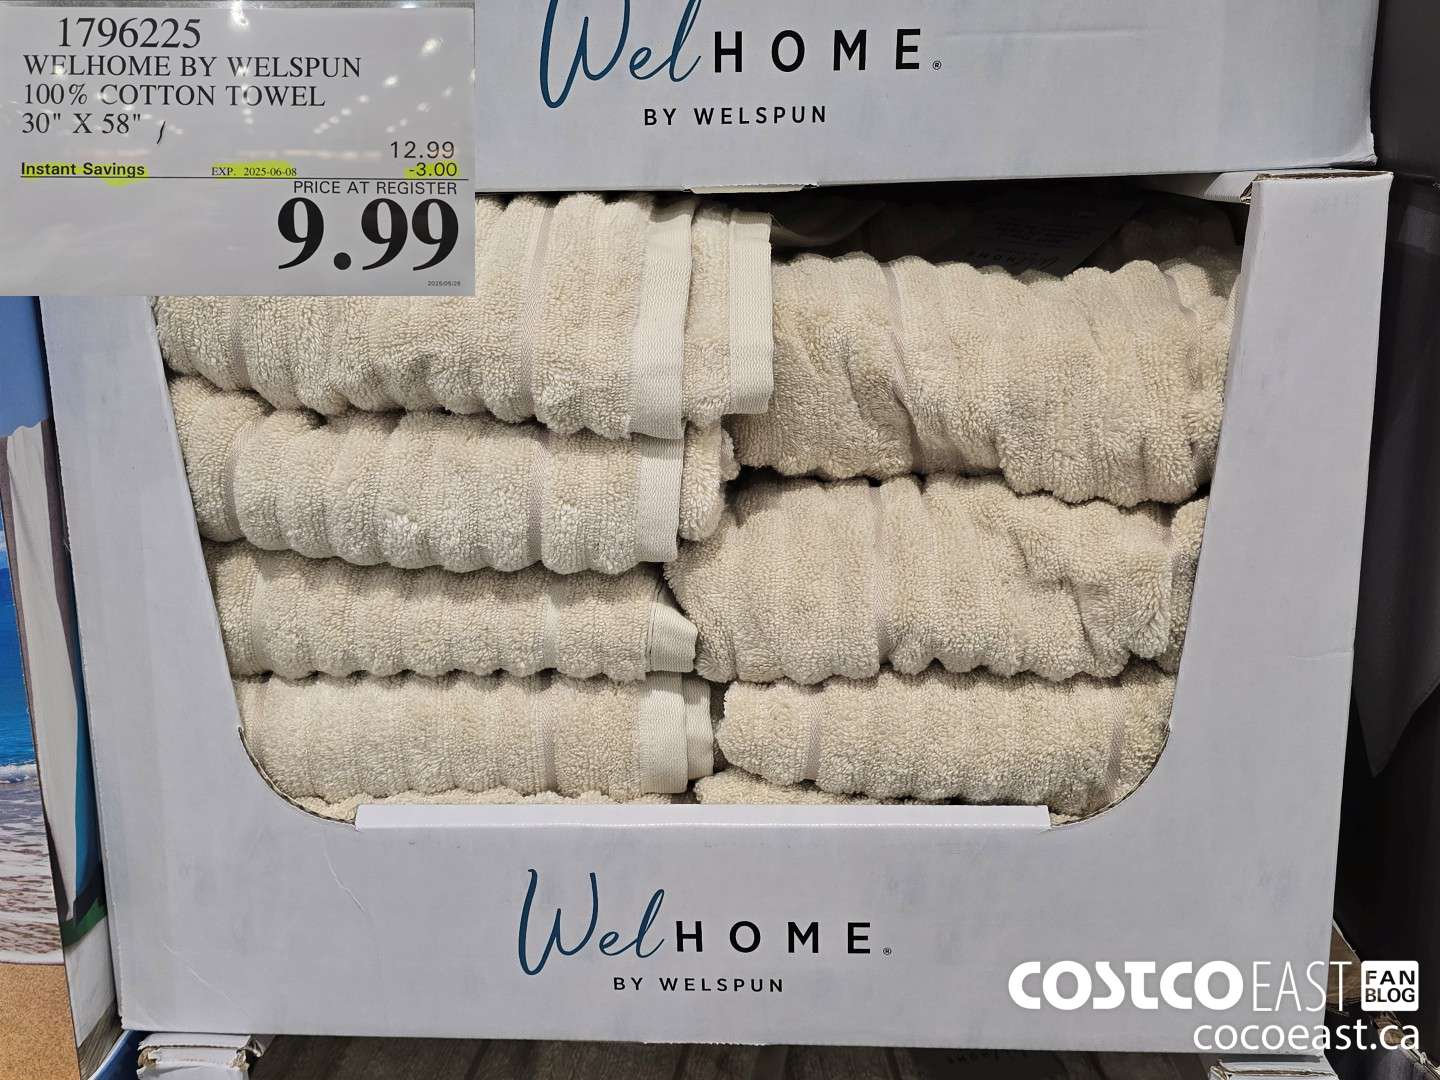 1796225
WELHOME BY WELSPUN
100% COTTON TOWEL
30" X 58"
12.99
Instant Savings EXP. 2025-06-08 -3.00
PRICE AT REGISTER
9.99
2025/05/28
WelHOME®
BY WELSPUN
WelHOME®
BY WELSPUN
COSTCO EAST FAN BLOG
cocoeast.ca